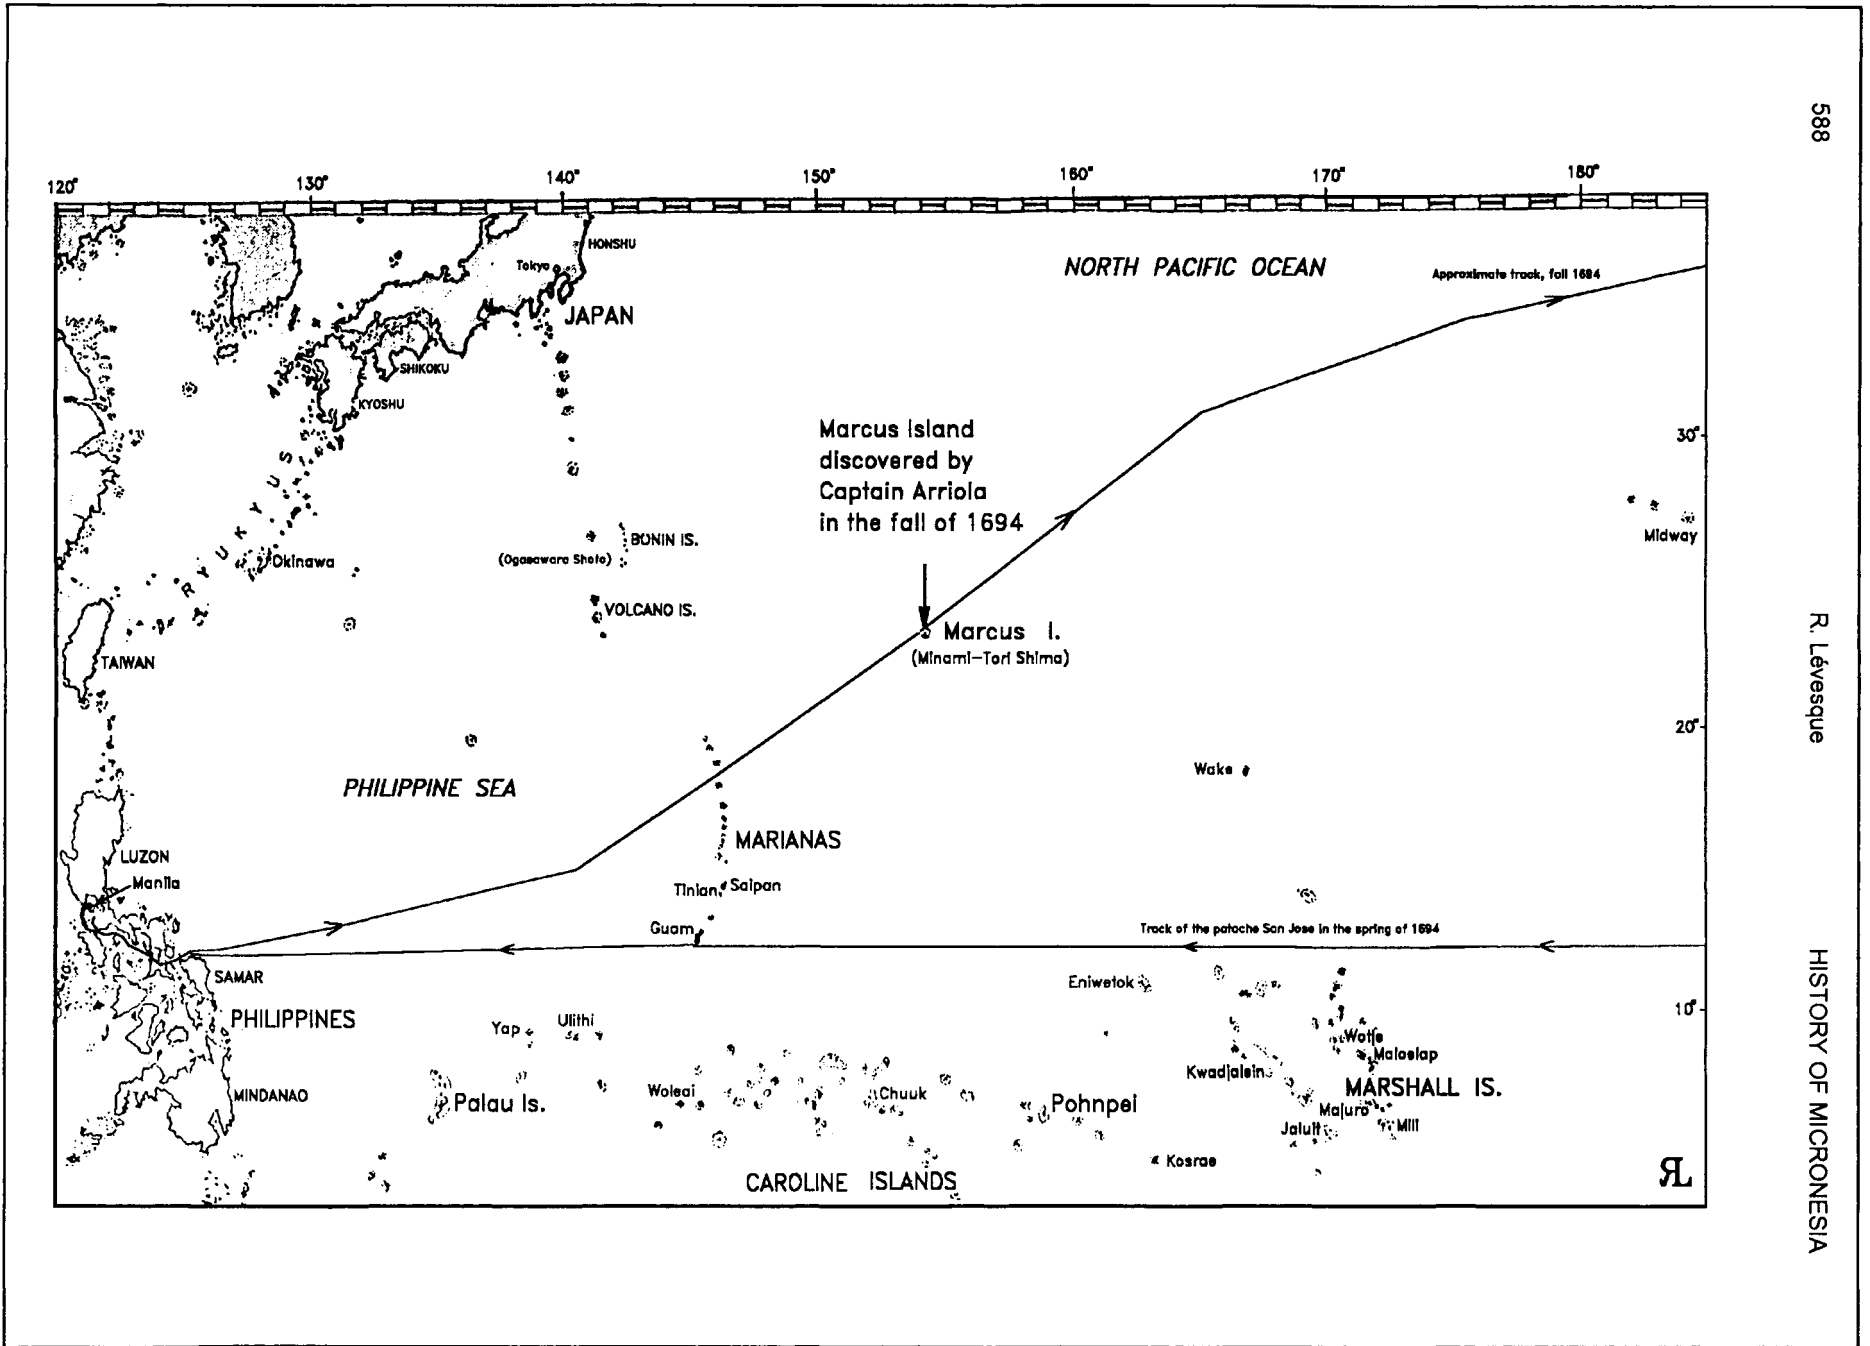 588
R. Lévesque
HISTORY OF MICRONESIA
120° 130° 140° 150° 160° 170° 180°
HONSHU
Tokyo
JAPAN
SHIKOKU
KYOSHU
NORTH PACIFIC OCEAN
Approximate track, fall 1694
30°
Marcus Island
discovered by
Captain Arriola
in the fall of 1694
RYUKYUS
Okinawa
BONIN IS.
(Ogasawara Shoto)
VOLCANO IS.
Midway
Marcus I.
(Minami-Tori Shima)
TAIWAN
20°
Wake
PHILIPPINE SEA
MARIANAS
LUZON
Manila
Tinian
Saipan
Guam
Track of the patache San Jose in the spring of 1694
SAMAR
PHILIPPINES
MINDANAO
Eniwetok
10°
Yap
Ulithi
Wotje
Maloelap
Kwadjalein
MARSHALL IS.
Palau Is.
Woleai
Chuuk
Pohnpei
Majuro
Jaluit
Mili
Kosrae
CAROLINE ISLANDS
RL